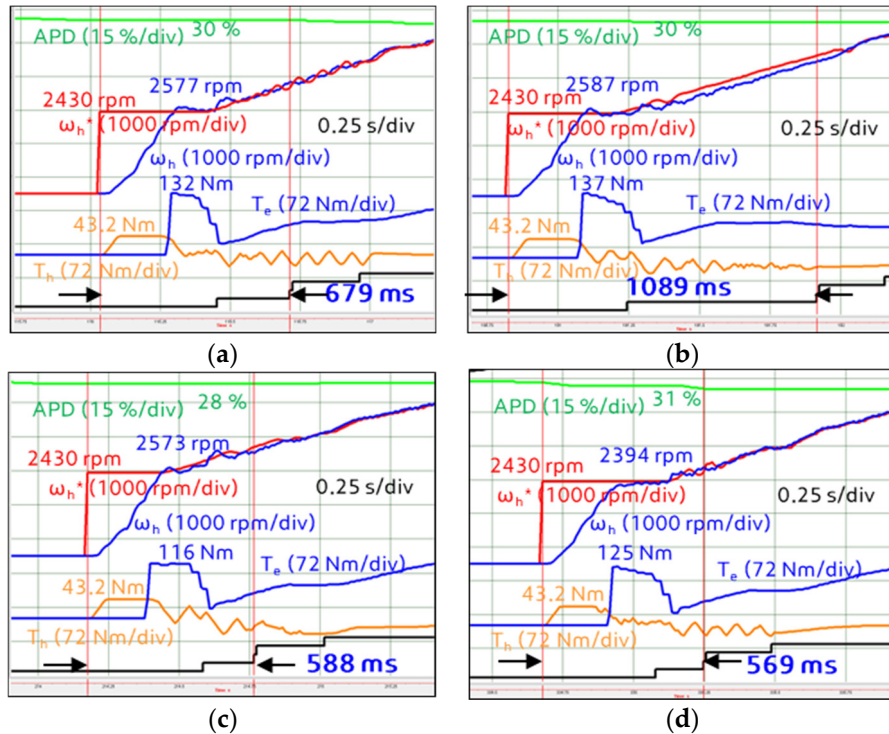 APD (15 %/div) 30 %
2577 rpm
2430 rpm
ωh* (1000 rpm/div) 0.25 s/div
ωh (1000 rpm/div)
132 Nm
Te (72 Nm/div)
43.2 Nm
Th (72 Nm/div)
679 ms
(a)
APD (15 %/div) 30 %
2587 rpm
2430 rpm
ωh* (1000 rpm/div) 0.25 s/div
ωh (1000 rpm/div)
137 Nm
Te (72 Nm/div)
43.2 Nm
Th (72 Nm/div)
1089 ms
(b)
APD (15 %/div) 28 %
2573 rpm
2430 rpm
ωh* (1000 rpm/div) 0.25 s/div
ωh (1000 rpm/div)
116 Nm
Te (72 Nm/div)
43.2 Nm
Th (72 Nm/div)
588 ms
(c)
APD (15 %/div) 31 %
2394 rpm
2430 rpm
ωh* (1000 rpm/div) 0.25 s/div
ωh (1000 rpm/div)
125 Nm
Te (72 Nm/div)
43.2 Nm
Th (72 Nm/div)
569 ms
(d)